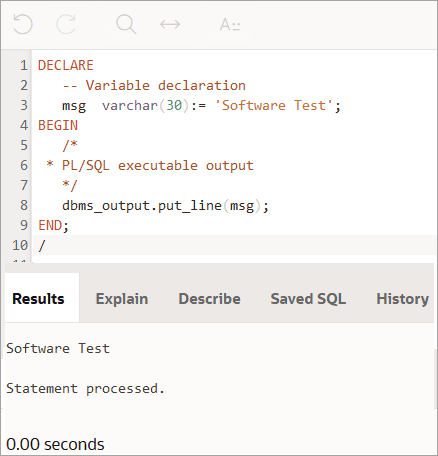 A::
1 DECLARE
2 -- Variable declaration
3 msg varchar(30):= 'Software Test';
4 BEGIN
5 /*
6 * PL/SQL executable output
7 */
8 dbms_output.put_line(msg);
9 END;
10 /
Results Explain Describe Saved SQL History
Software Test
Statement processed.
0.00 seconds